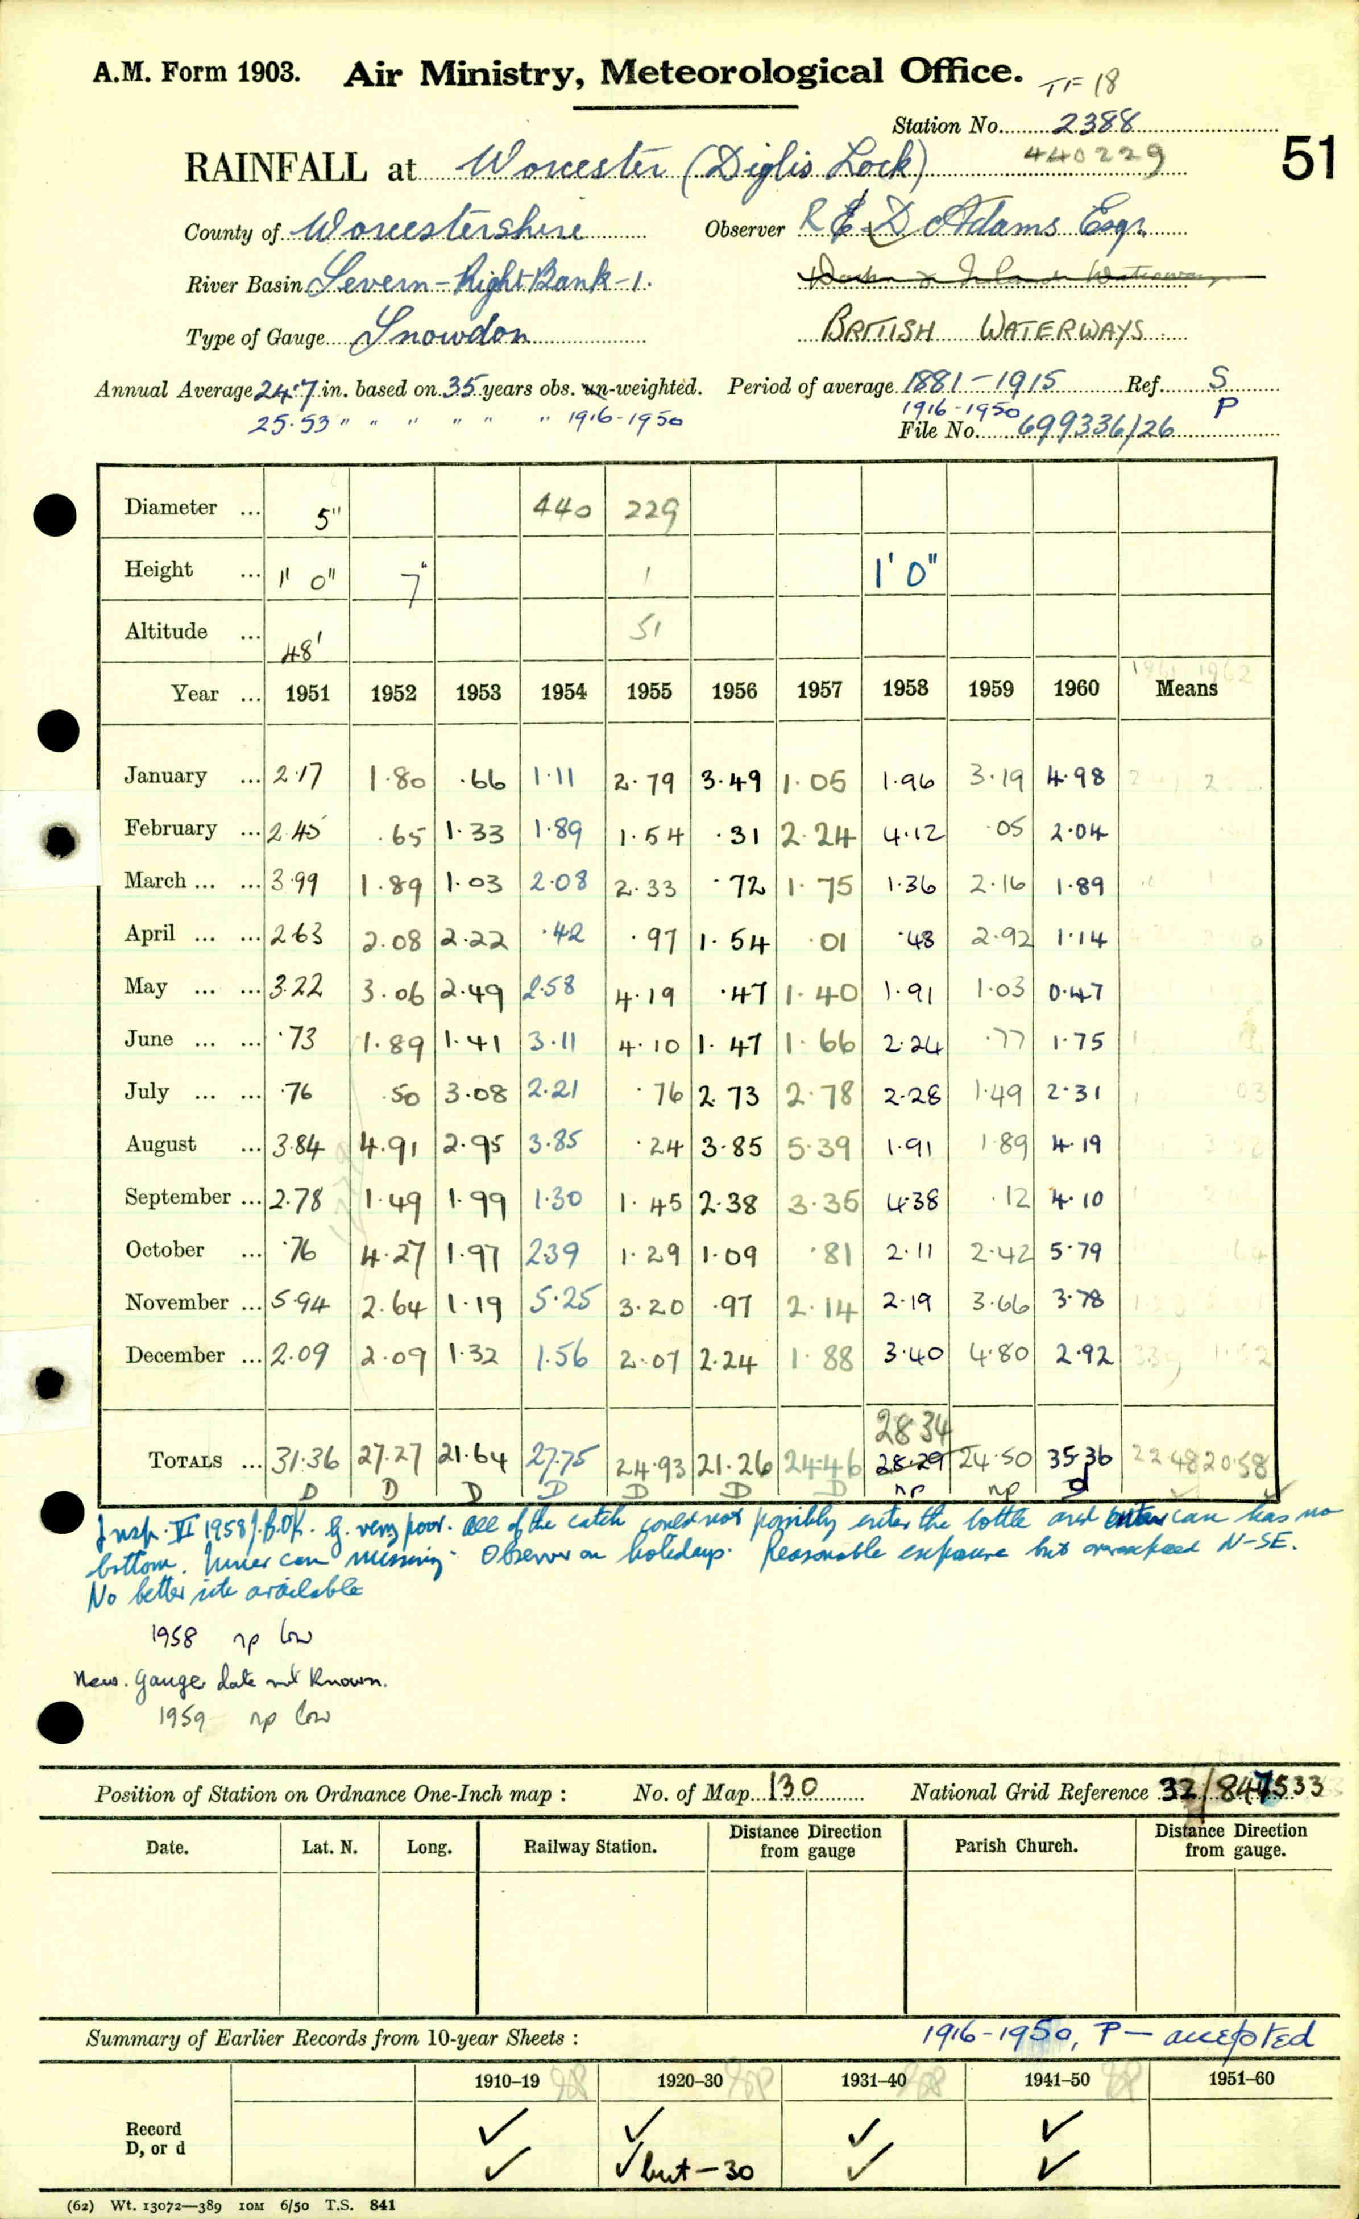 A.M. Form 1903. Air Ministry, Meteorological Office. TF 18
Station No. 2388
RAINFALL at Worcester (Diglis Lock) 440229 51
County of Worcestershire Observer R E D Adams Esqr.
River Basin Severn - Right Bank - 1. Docks & Inland Waterways
Type of Gauge Snowdon BRITISH WATERWAYS
Annual Average 24.7 in. based on 35 years obs. un-weighted. Period of average 1881-1915 Ref. S
25.53 " " " " " " 1916-1950 1916-1950 P
File No. 699336/26
Diameter ... 5" 440 229
Height ... 1' 0" 7" 1 1' 0"
Altitude ... 48' 51
1961 1962
Year ... 1951 1952 1953 1954 1955 1956 1957 1958 1959 1960 Means
January ... 2.17 1.80 .66 1.11 2.79 3.49 1.05 1.96 3.19 4.98
February ... 2.45 .65 1.33 1.89 1.54 .31 2.24 4.12 .05 2.04
March ... ... 3.99 1.89 1.03 2.08 2.33 .72 1.75 1.36 2.16 1.89
April ... ... 2.63 2.08 2.22 .42 .97 1.54 .01 .48 2.92 1.14
May ... ... 3.22 3.06 2.49 2.58 4.19 .47 1.40 1.91 1.03 0.47
June ... ... .73 1.89 1.41 3.11 4.10 1.47 1.66 2.24 .77 1.75
July ... ... .76 .50 3.08 2.21 .76 2.73 2.78 2.28 1.49 2.31
August ... 3.84 4.91 2.95 3.85 .24 3.85 5.39 1.91 1.89 4.19
September ... 2.78 1.49 1.99 1.30 1.45 2.38 3.35 4.38 .12 4.10
October ... .76 4.27 1.97 2.39 1.29 1.09 .81 2.11 2.42 5.79
November ... 5.94 2.64 1.19 5.25 3.20 .97 2.14 2.19 3.66 3.78
December ... 2.09 2.09 1.32 1.56 2.07 2.24 1.88 3.40 4.80 2.92
28.34
TOTALS ... 31.36 27.27 21.64 27.75 24.93 21.26 24.46 28.29 24.50 35.36 22.48 20.58
D D D D D D D np np d
Insp. VI 1958 J.B.O.K. G. very poor. All of the catch could not possibly enter the bottle and outer can has no
bottom. Inner can missing. Observer on holidays. Reasonable exposure but overexposed N-SE.
No better site available
1958 np low
New. gauge date not known.
1959 np low
Position of Station on Ordnance One-Inch map : No. of Map 130 National Grid Reference 32/847533
Date. Lat. N. Long. Railway Station. Distance from gauge Direction Parish Church. Distance from gauge. Direction
Summary of Earlier Records from 10-year Sheets : 1916-1950, P - accepted
1910–19 1920–30 1931–40 1941–50 1951–60
Record ✓ ✓ ✓ ✓
D, or d ✓ ✓ but -30 ✓ ✓
(62) Wt. 13072—389 10M 6/50 T.S. 841